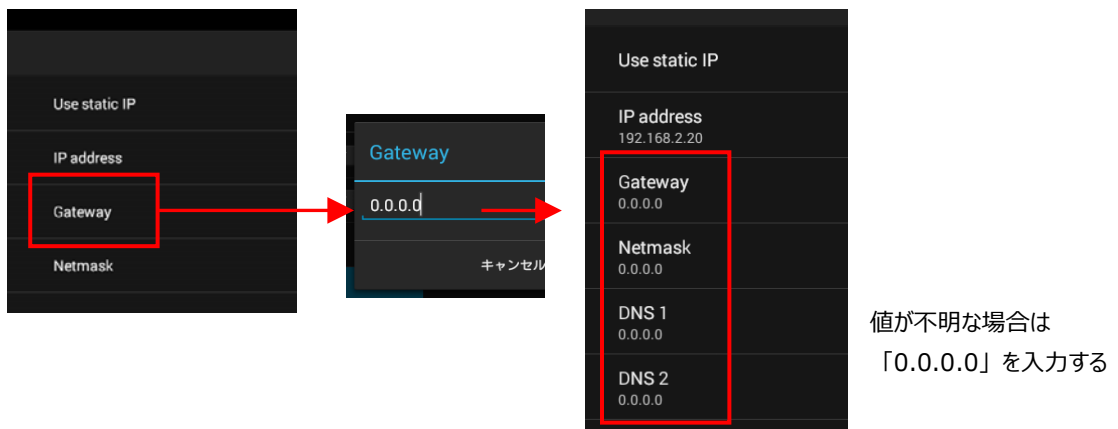 Use static IP
IP address
Gateway
Netmask
Gateway
0.0.0.0
キャンセル
Use static IP
IP address
192.168.2.20
Gateway
0.0.0.0
Netmask
0.0.0.0
DNS 1
0.0.0.0
DNS 2
0.0.0.0
値が不明な場合は
「0.0.0.0」を入力する